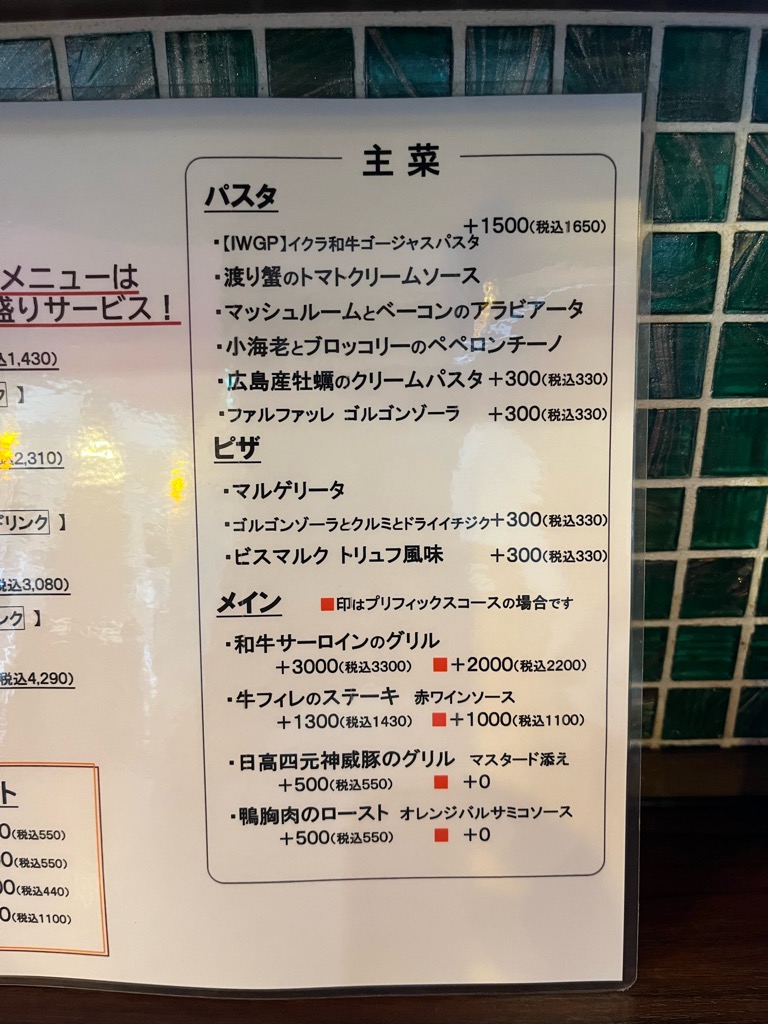 メニューは
盛りサービス！
込1,430)
】
込2,310)
ドリンク 】
税込3,080)
ンク 】
税込4,290)
ト
0(税込550)
0(税込550)
00(税込440)
0(税込1100)
主菜
パスタ
+1500(税込1650)
・【IWGP】イクラ和牛ゴージャスパスタ
・渡り蟹のトマトクリームソース
・マッシュルームとベーコンのアラビアータ
・小海老とブロッコリーのペペロンチーノ
・広島産牡蠣のクリームパスタ +300(税込330)
・ファルファッレ ゴルゴンゾーラ +300(税込330)
ピザ
・マルゲリータ
・ゴルゴンゾーラとクルミとドライイチジク+300(税込330)
・ビスマルク トリュフ風味 +300(税込330)
メイン ■印はプリフィックスコースの場合です
・和牛サーロインのグリル
+3000(税込3300) ■+2000(税込2200)
・牛フィレのステーキ 赤ワインソース
+1300(税込1430) ■+1000(税込1100)
・日高四元神威豚のグリル マスタード添え
+500(税込550) ■ +0
・鴨胸肉のロースト オレンジバルサミコソース
+500(税込550) ■ +0